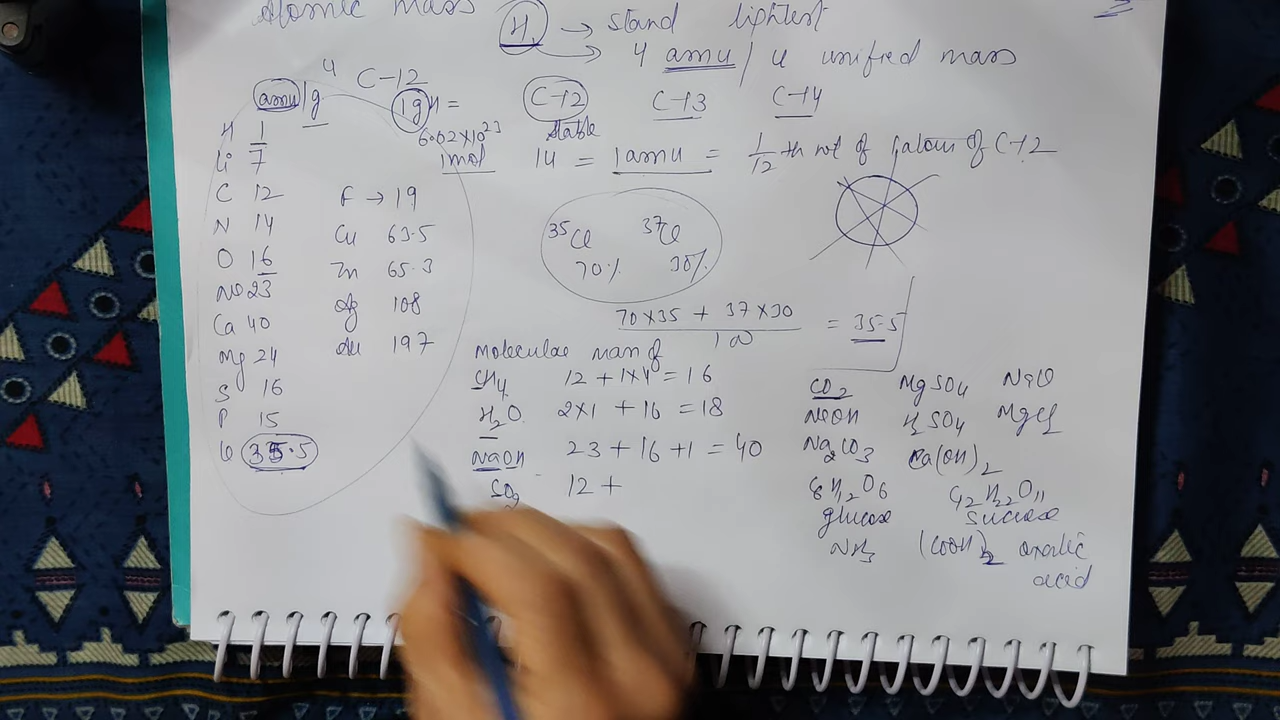 Atomic mass
H → stand lightest
→ 4 amu / u unified mass
4 C-12
amu/g 1g H = C-12 C-13 C-14
6.02×10^23 stable
1mol 14 = 1amu = 1/12 th wt of 1 atom of C-12
H 1
Li 7
C 12 F → 19
N 14 Cu 63.5
O 16 Zn 65.3
Na 23 Ag 108
Ca 40 Au 197
Mg 24
S 16
P 15
Cl 35.5
35Cl 37Cl
70% 30%
70×35 + 37×30 / 100 = 35.5
Molecular mass of
CH4 12 + 1×4 = 16
H2O 2×1 + 16 = 18
NaOH 23 + 16 + 1 = 40
CO2 12 +
CO2 MgSO4 NaCl
NaOH H2SO4 MgCl2
Na2CO3 Ca(OH)2
C6H12O6 C12H22O11
glucose sucrose
NH3 (COOH)2 oxalic
acid